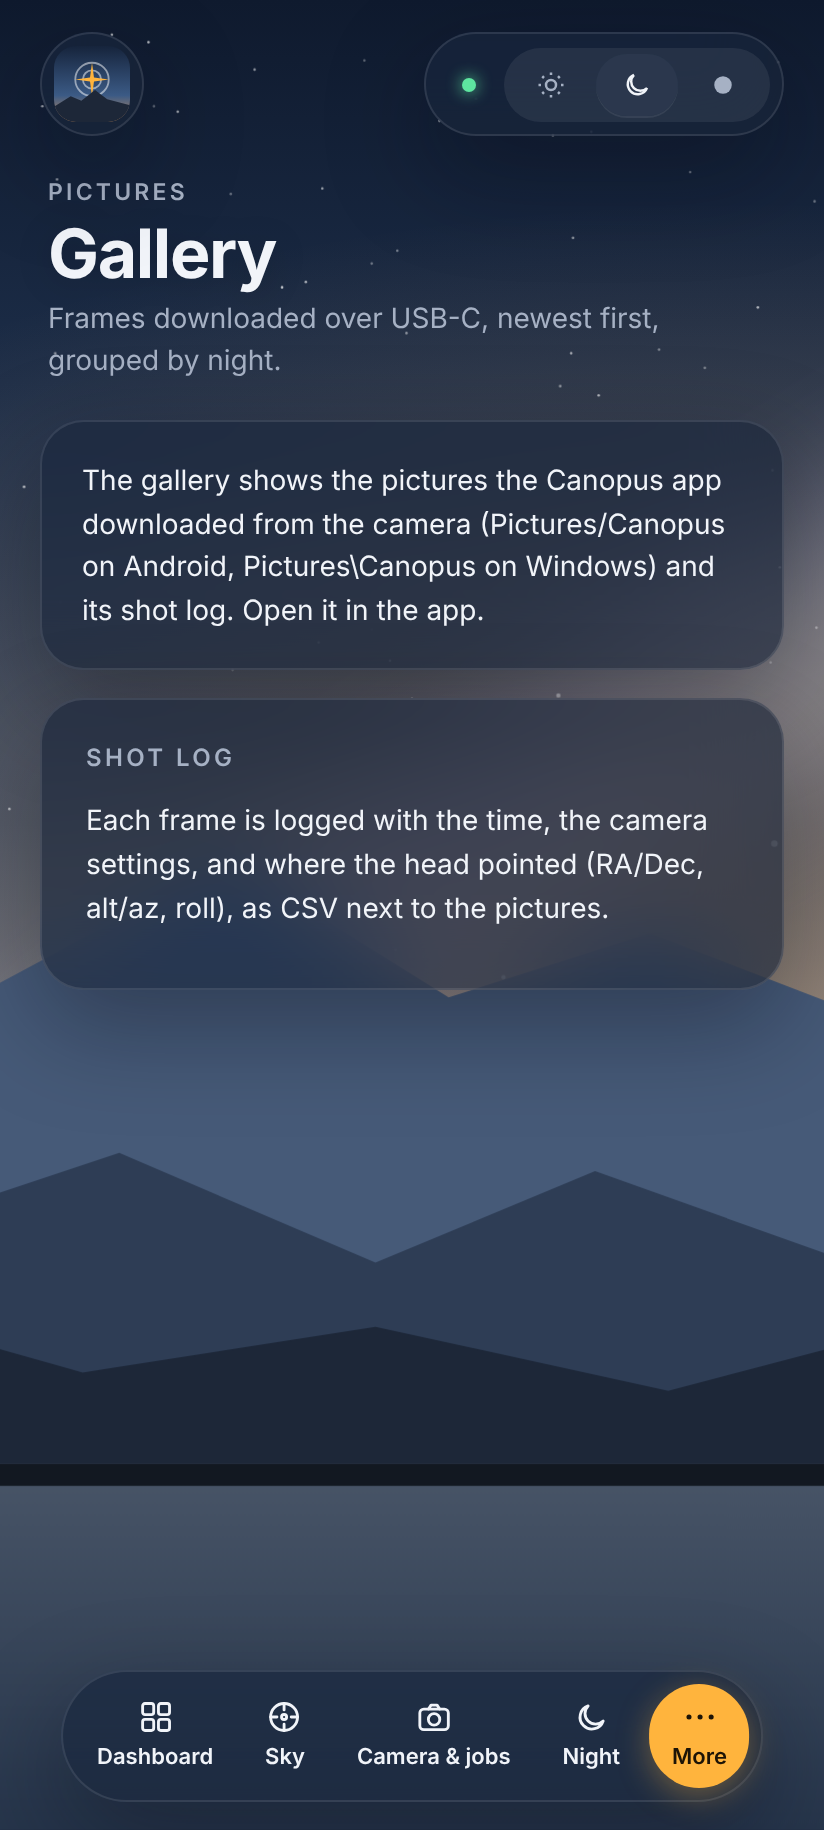 PICTURES
Gallery
Frames downloaded over USB-C, newest first,
grouped by night.
The gallery shows the pictures the Canopus app
downloaded from the camera (Pictures/Canopus
on Android, Pictures\Canopus on Windows) and
its shot log. Open it in the app.
SHOT LOG
Each frame is logged with the time, the camera
settings, and where the head pointed (RA/Dec,
alt/az, roll), as CSV next to the pictures.
Dashboard Sky Camera & jobs Night More